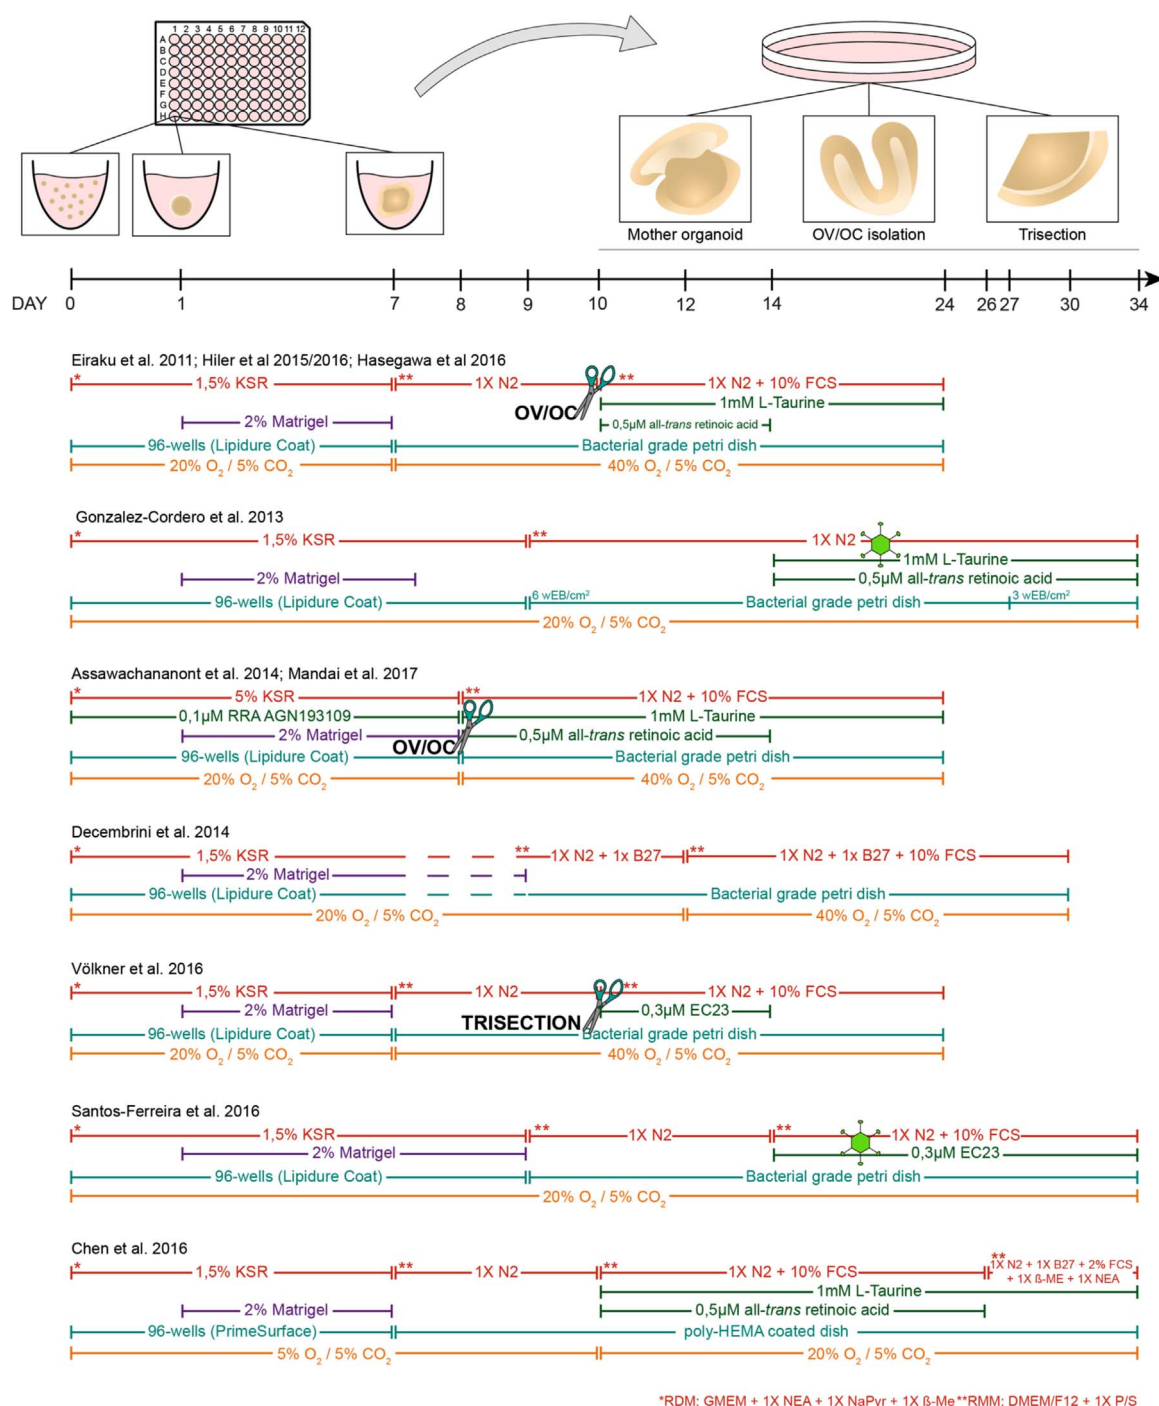 1 2 3 4 5 6 7 8 9 10 11 12
A
B
C
D
E
F
G
H
Mother organoid OV/OC isolation Trisection
DAY 0 1 7 8 9 10 12 14 24 26 27 30 34
Eiraku et al. 2011; Hiler et al 2015/2016; Hasegawa et al 2016
* 1,5% KSR ** 1X N2 ** 1X N2 + 10% FCS
OV/OC 1mM L-Taurine
2% Matrigel 0,5µM all-trans retinoic acid
96-wells (Lipidure Coat) Bacterial grade petri dish
20% O2 / 5% CO2 40% O2 / 5% CO2
Gonzalez-Cordero et al. 2013
* 1,5% KSR ** 1X N2
1mM L-Taurine
2% Matrigel 0,5µM all-trans retinoic acid
96-wells (Lipidure Coat) 6 wEB/cm² Bacterial grade petri dish 3 wEB/cm²
20% O2 / 5% CO2
Assawachananont et al. 2014; Mandai et al. 2017
* 5% KSR ** 1X N2 + 10% FCS
0,1µM RRA AGN193109 1mM L-Taurine
2% Matrigel 0,5µM all-trans retinoic acid
OV/OC
96-wells (Lipidure Coat) Bacterial grade petri dish
20% O2 / 5% CO2 40% O2 / 5% CO2
Decembrini et al. 2014
* 1,5% KSR ** 1X N2 + 1x B27 ** 1X N2 + 1x B27 + 10% FCS
2% Matrigel
96-wells (Lipidure Coat) Bacterial grade petri dish
20% O2 / 5% CO2 40% O2 / 5% CO2
Völkner et al. 2016
* 1,5% KSR ** 1X N2 ** 1X N2 + 10% FCS
2% Matrigel 0,3µM EC23
TRISECTION
96-wells (Lipidure Coat) Bacterial grade petri dish
20% O2 / 5% CO2 40% O2 / 5% CO2
Santos-Ferreira et al. 2016
* 1,5% KSR ** 1X N2 ** 1X N2 + 10% FCS
2% Matrigel 0,3µM EC23
96-wells (Lipidure Coat) Bacterial grade petri dish
20% O2 / 5% CO2
Chen et al. 2016
* 1,5% KSR ** 1X N2 ** 1X N2 + 10% FCS ** 1X N2 + 1X B27 + 2% FCS
+ 1X ß-ME + 1X NEA
1mM L-Taurine
2% Matrigel 0,5µM all-trans retinoic acid
96-wells (PrimeSurface) poly-HEMA coated dish
5% O2 / 5% CO2 20% O2 / 5% CO2
*RDM: GMEM + 1X NEA + 1X NaPyr + 1X ß-Me **RMM: DMEM/F12 + 1X P/S